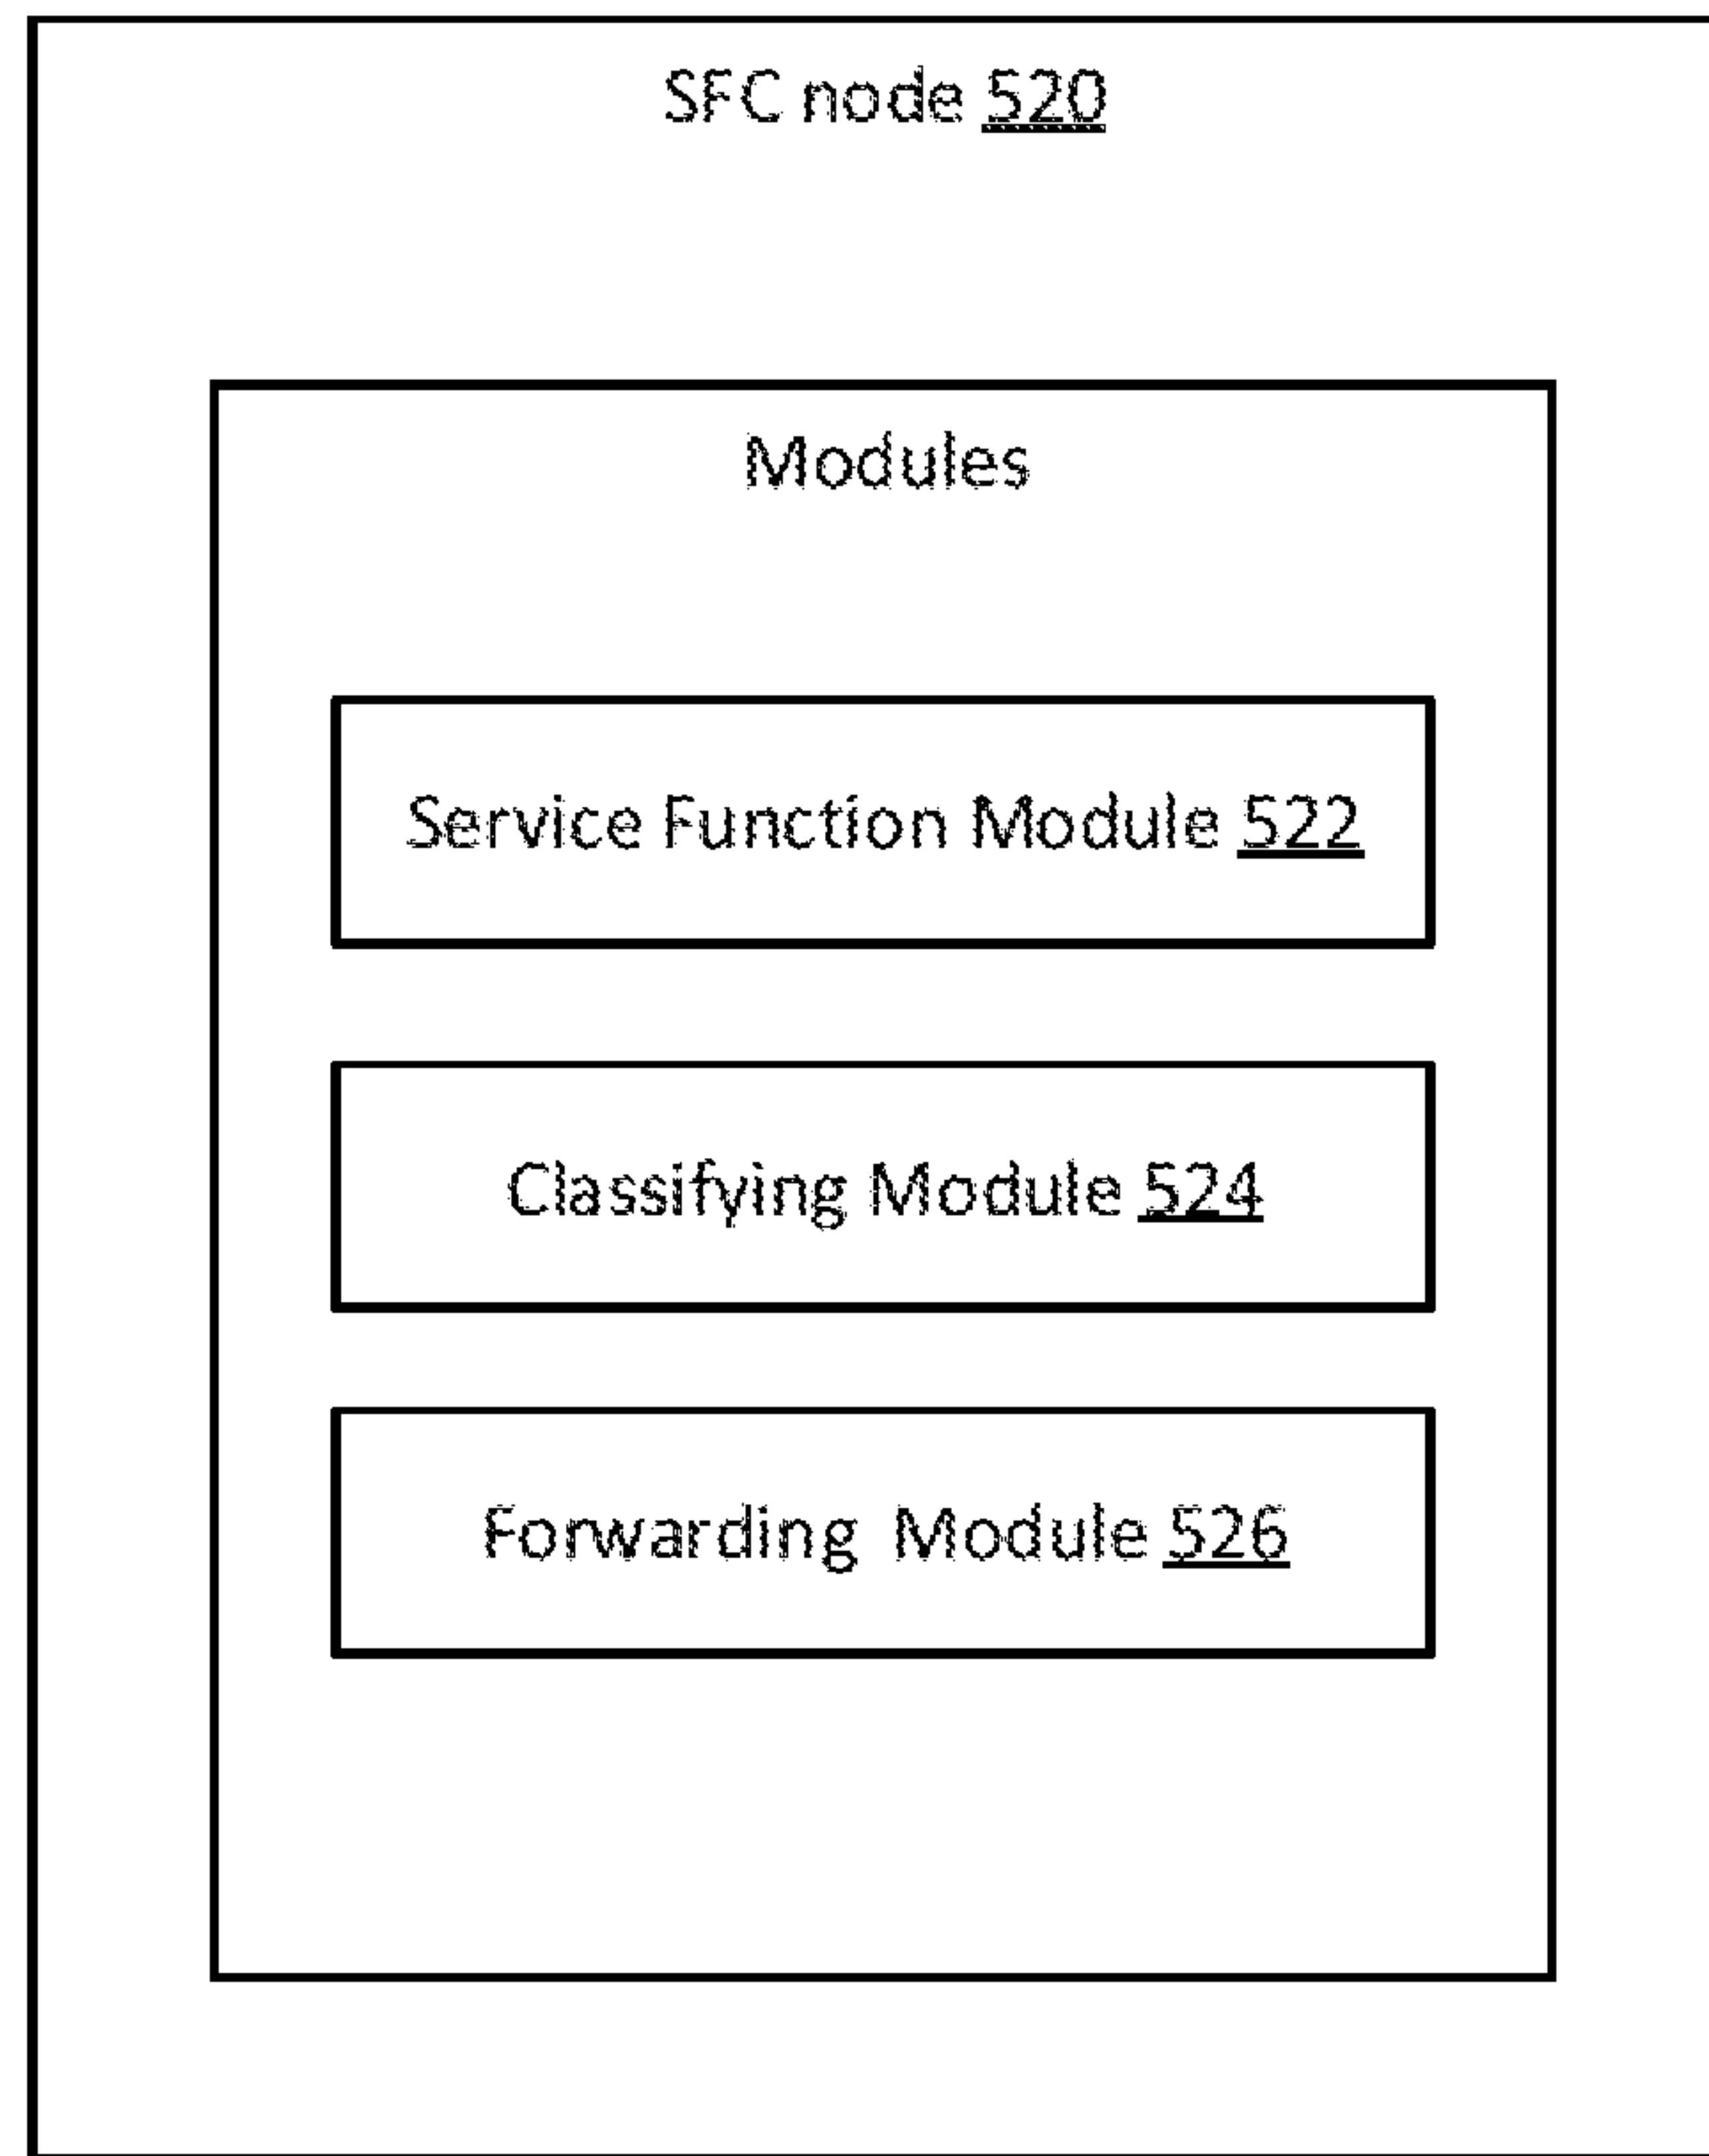 SFC node 520
Modules
Service Function Module 522
Classifying Module 524
Forwarding Module 526